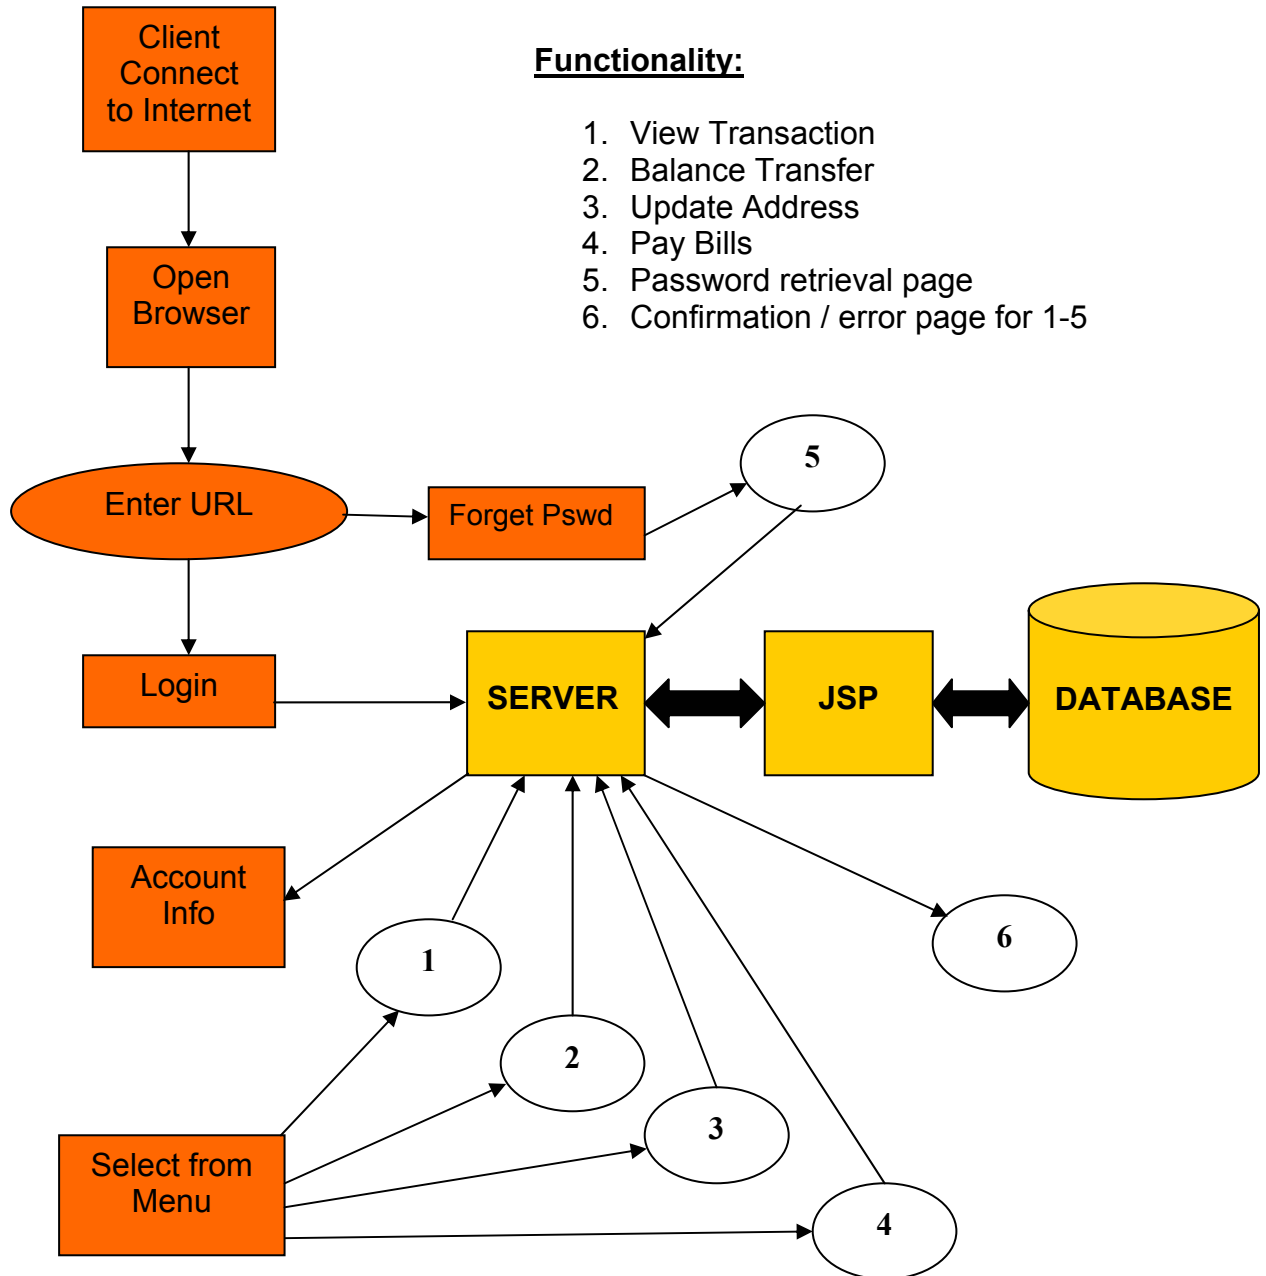 Client
Connect
to Internet
Functionality:
1. View Transaction
2. Balance Transfer
3. Update Address
4. Pay Bills
5. Password retrieval page
6. Confirmation / error page for 1-5
Open
Browser
5
Enter URL
Forget Pswd
Login
SERVER
JSP
DATABASE
Account
Info
1
6
2
3
Select from
Menu
4